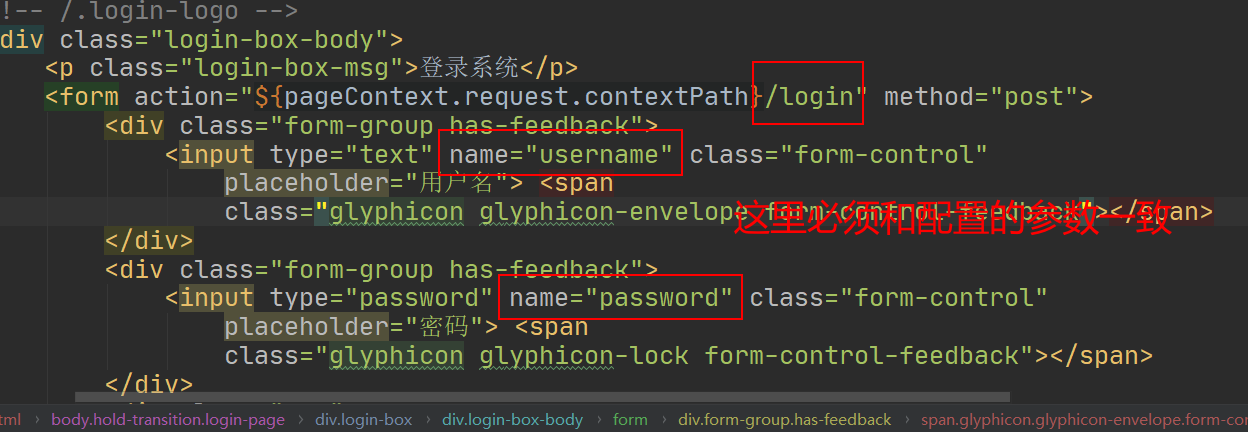 !-- /.login-logo -->
div class="login-box-body">
<p class="login-box-msg">登录系统</p>
<form action="${pageContext.request.contextPath}/login" method="post">
<div class="form-group has-feedback">
<input type="text" name="username" class="form-control"
placeholder="用户名"> <span
class="glyphicon glyphicon-envelope form-control-feedback"></span>
这里必须和配置的参数一致
</div>
<div class="form-group has-feedback">
<input type="password" name="password" class="form-control"
placeholder="密码"> <span
class="glyphicon glyphicon-lock form-control-feedback"></span>
</div>
tml › body.hold-transition.login-page › div.login-box › div.login-box-body › form › div.form-group.has-feedback › span.glyphicon.glyphicon-envelope.form-con